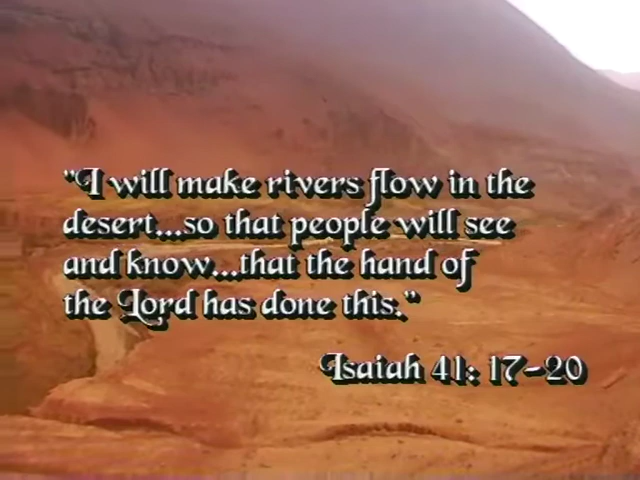 "I will make rivers flow in the
desert...so that people will see
and know...that the hand of
the Lord has done this."
Isaiah 41: 17-20